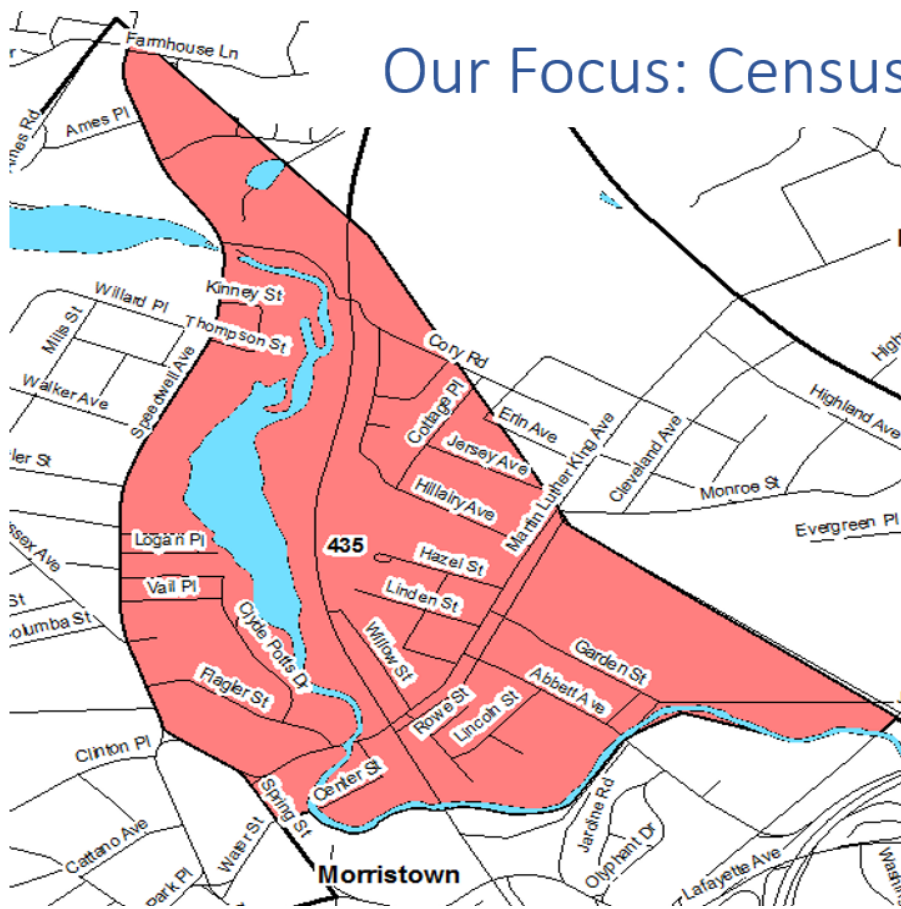 Farmhouse Ln
Our Focus: Census
Ames Pl
Kinney St
Willard Pl
Thompson St
Mills St
Cory Rd
Speedwell Ave
Walker Ave
Cottage Pl
Erin Ave
Highland Ave
Jersey Ave
Martin Luther King Ave
Cleveland Ave
Hillairy Ave
Monroe St
Evergreen Pl
Logan Pl
435
Hazel St
Vail Pl
Linden St
Clyde Potts Dr
Willow St
Garden St
Flagler St
Abbett Ave
Rowe St
Lincoln St
Clinton Pl
Center St
Spring St
Jardine Rd
Water St
Cattano Ave
Olyphant Dr
Morristown
Lafayette Ave
Park Pl